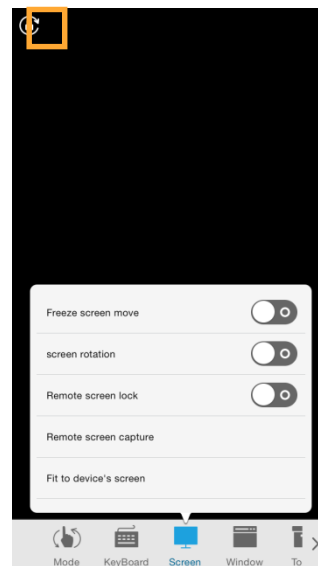 Freeze screen move
screen rotation
Remote screen lock
Remote screen capture
Fit to device's screen
Mode KeyBoard Screen Window To